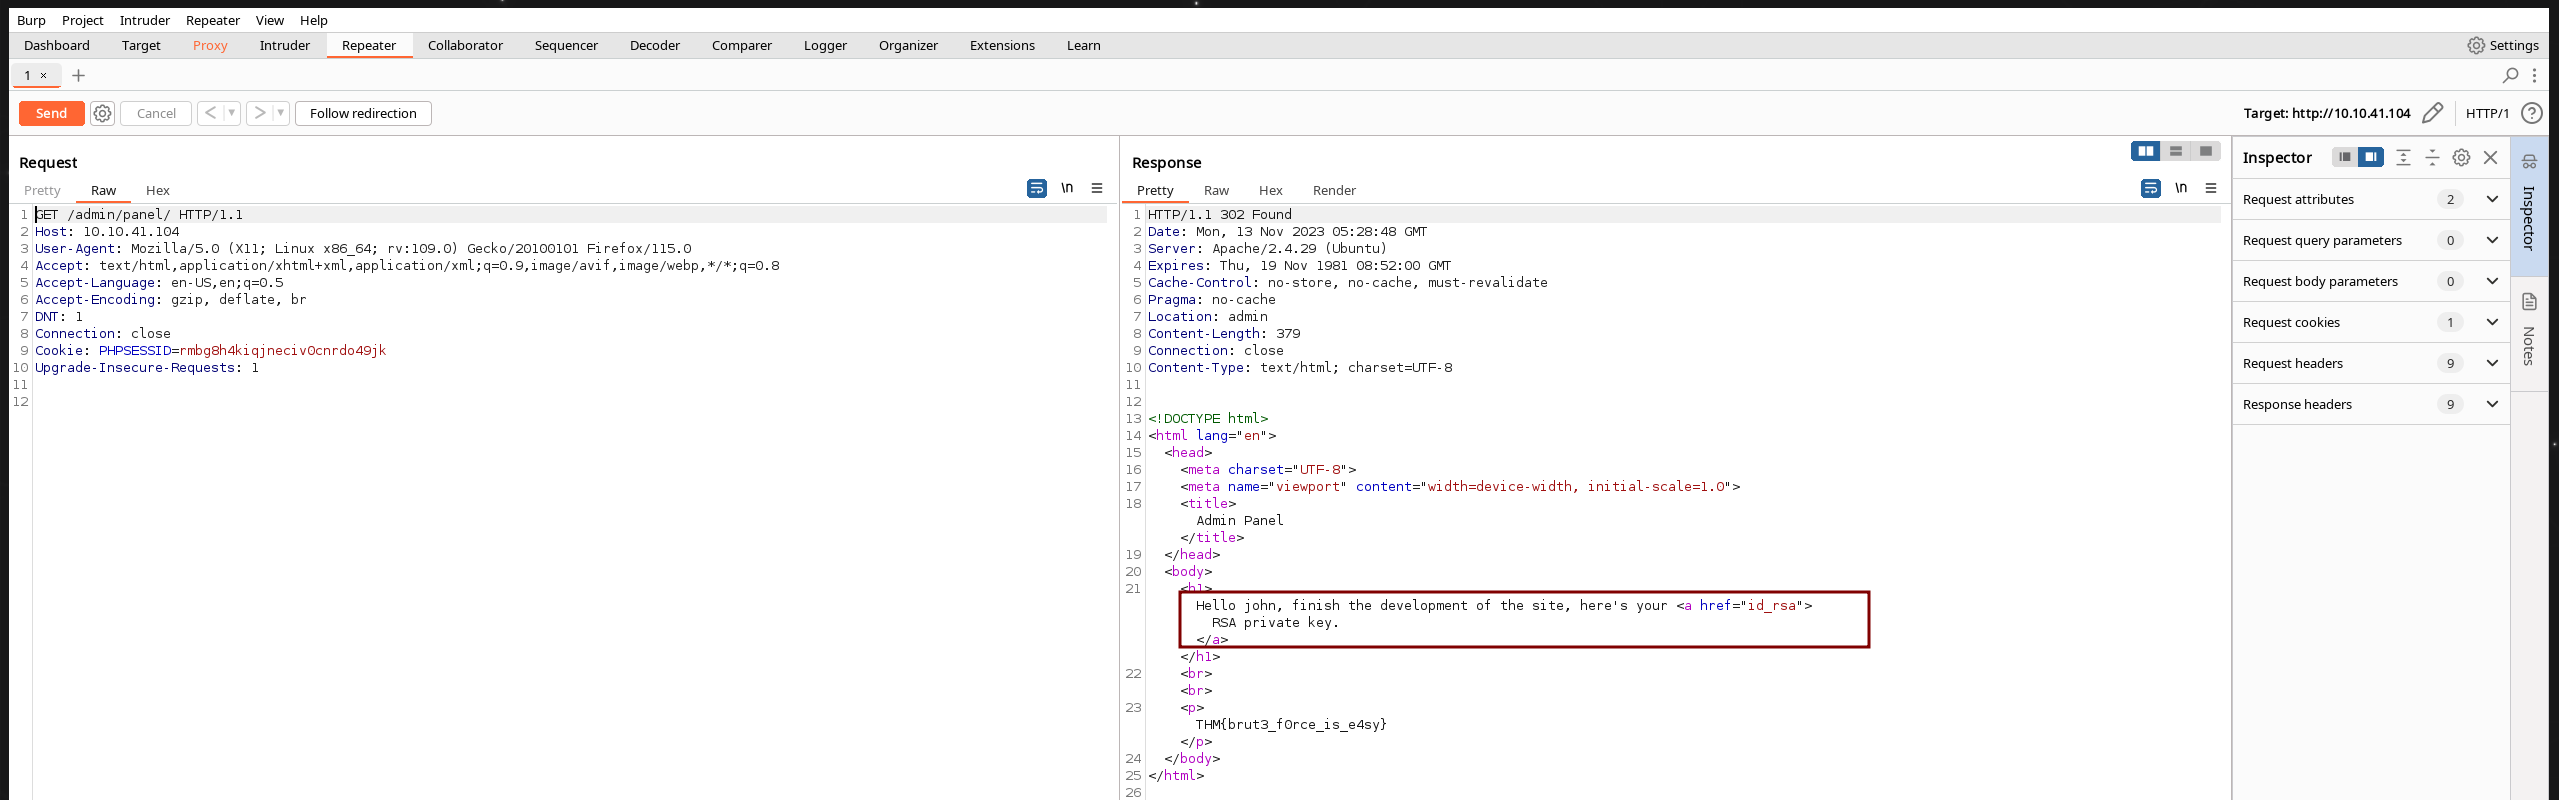 Burp Project Intruder Repeater View Help
Dashboard Target Proxy Intruder Repeater Collaborator Sequencer Decoder Comparer Logger Organizer Extensions Learn Settings
1 × +
Send Cancel < > Follow redirection Target: http://10.10.41.104 HTTP/1 ?
Request
Pretty Raw Hex \n
1 GET /admin/panel/ HTTP/1.1
2 Host: 10.10.41.104
3 User-Agent: Mozilla/5.0 (X11; Linux x86_64; rv:109.0) Gecko/20100101 Firefox/115.0
4 Accept: text/html,application/xhtml+xml,application/xml;q=0.9,image/avif,image/webp,*/*;q=0.8
5 Accept-Language: en-US,en;q=0.5
6 Accept-Encoding: gzip, deflate, br
7 DNT: 1
8 Connection: close
9 Cookie: PHPSESSID=rmbg8h4kiqjneciv0cnrdo49jk
10 Upgrade-Insecure-Requests: 1
11
12
Response
Pretty Raw Hex Render \n
1 HTTP/1.1 302 Found
2 Date: Mon, 13 Nov 2023 05:28:48 GMT
3 Server: Apache/2.4.29 (Ubuntu)
4 Expires: Thu, 19 Nov 1981 08:52:00 GMT
5 Cache-Control: no-store, no-cache, must-revalidate
6 Pragma: no-cache
7 Location: admin
8 Content-Length: 379
9 Connection: close
10 Content-Type: text/html; charset=UTF-8
11
12
13 <!DOCTYPE html>
14 <html lang="en">
15 <head>
16 <meta charset="UTF-8">
17 <meta name="viewport" content="width=device-width, initial-scale=1.0">
18 <title>
Admin Panel
</title>
19 </head>
20 <body>
21 <h1>
Hello john, finish the development of the site, here's your <a href="id_rsa">
RSA private key.
</a>
</h1>
22 <br>
<br>
23 <p>
THM{brut3_f0rce_is_e4sy}
</p>
24 </body>
25 </html>
26
Inspector
Request attributes 2
Request query parameters 0
Request body parameters 0
Request cookies 1
Request headers 9
Response headers 9
Inspector
Notes